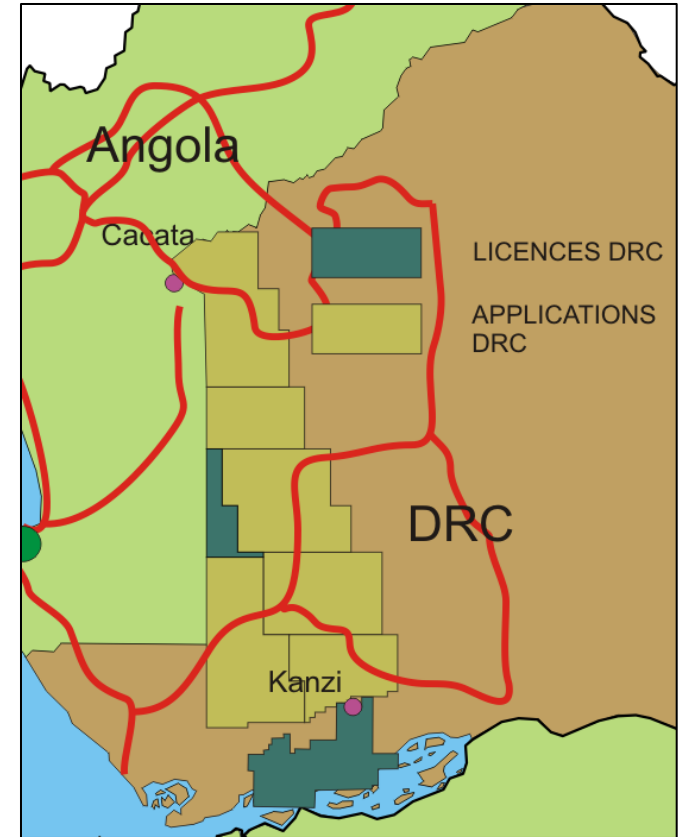 Angola
Cacata
LICENCES DRC
APPLICATIONS
DRC
DRC
Kanzi